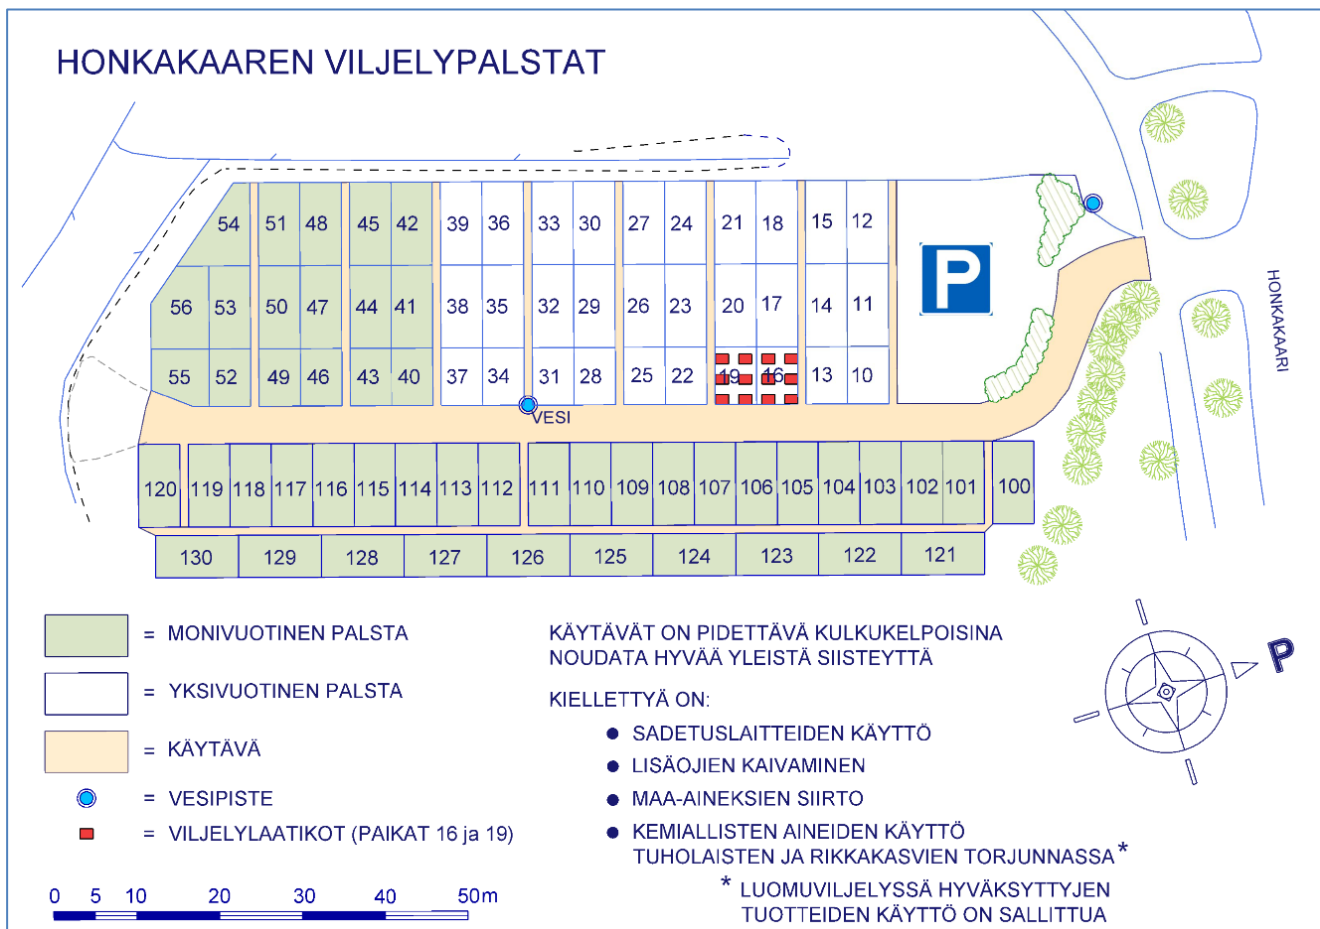 HONKAKAAREN VILJELYPALSTAT
54 51 48 45 42 39 36 33 30 27 24 21 18 15 12
56 53 50 47 44 41 38 35 32 29 26 23 20 17 14 11
P
HONKAKAARI
55 52 49 46 43 40 37 34 31 28 25 22 19 16 13 10
VESI
120 119 118 117 116 115 114 113 112 111 110 109 108 107 106 105 104 103 102 101 100
130 129 128 127 126 125 124 123 122 121
= MONIVUOTINEN PALSTA
= YKSIVUOTINEN PALSTA
= KÄYTÄVÄ
= VESIPISTE
= VILJELYLAATIKOT (PAIKAT 16 ja 19)
0 5 10 20 30 40 50m
KÄYTÄVÄT ON PIDETTÄVÄ KULKUKELPOISINA
NOUDATA HYVÄÄ YLEISTÄ SIISTEYTTÄ
KIELLETTYÄ ON:
● SADETUSLAITTEIDEN KÄYTTÖ
● LISÄOJIEN KAIVAMINEN
● MAA-AINEKSIEN SIIRTO
● KEMIALLISTEN AINEIDEN KÄYTTÖ
TUHOLAISTEN JA RIKKAKASVIEN TORJUNNASSA*
* LUOMUVILJELYSSÄ HYVÄKSYTTYJEN
TUOTTEIDEN KÄYTTÖ ON SALLITTUA
P